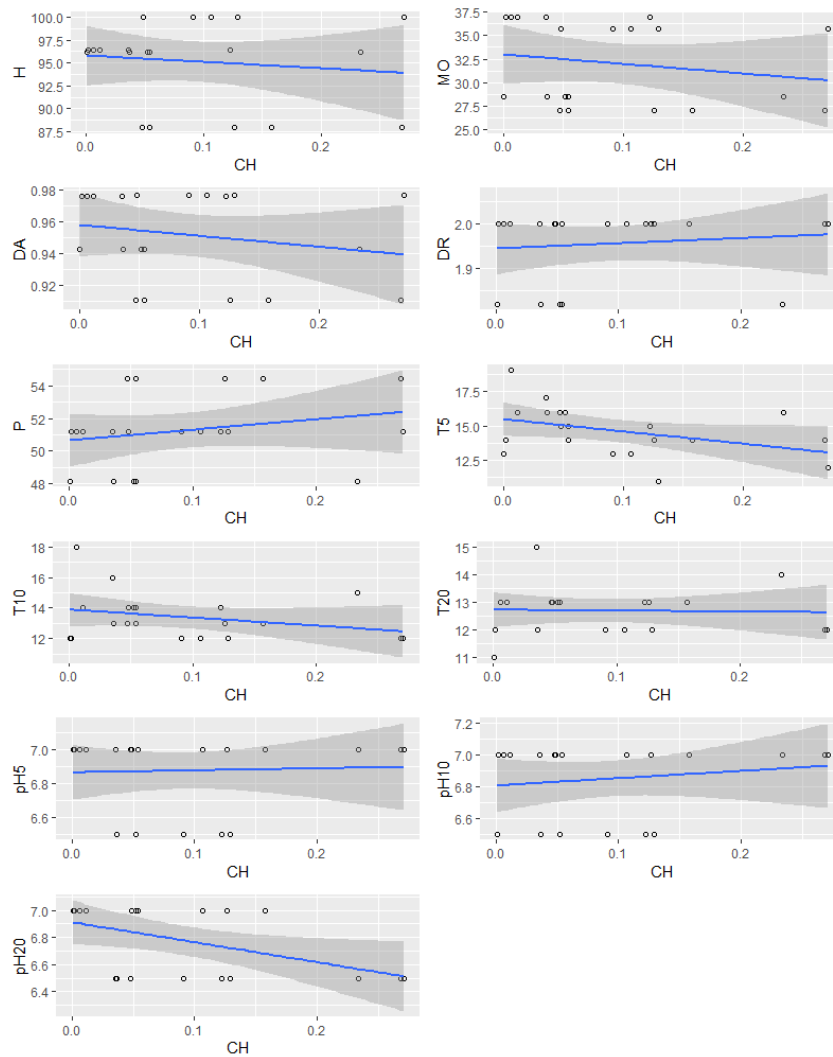 100.0
97.5
95.0
92.5
90.0
87.5
H
0.0 0.1 0.2
CH
37.5
35.0
32.5
30.0
27.5
25.0
MO
0.0 0.1 0.2
CH
0.98
0.96
0.94
0.92
DA
0.0 0.1 0.2
CH
2.0
1.9
DR
0.0 0.1 0.2
CH
54
52
50
48
P
0.0 0.1 0.2
CH
17.5
15.0
12.5
T5
0.0 0.1 0.2
CH
18
16
14
12
T10
0.0 0.1 0.2
CH
15
14
13
12
11
T20
0.0 0.1 0.2
CH
7.0
6.8
6.6
pH5
0.0 0.1 0.2
CH
7.2
7.0
6.8
6.6
pH10
0.0 0.1 0.2
CH
7.0
6.8
6.6
6.4
pH20
0.0 0.1 0.2
CH